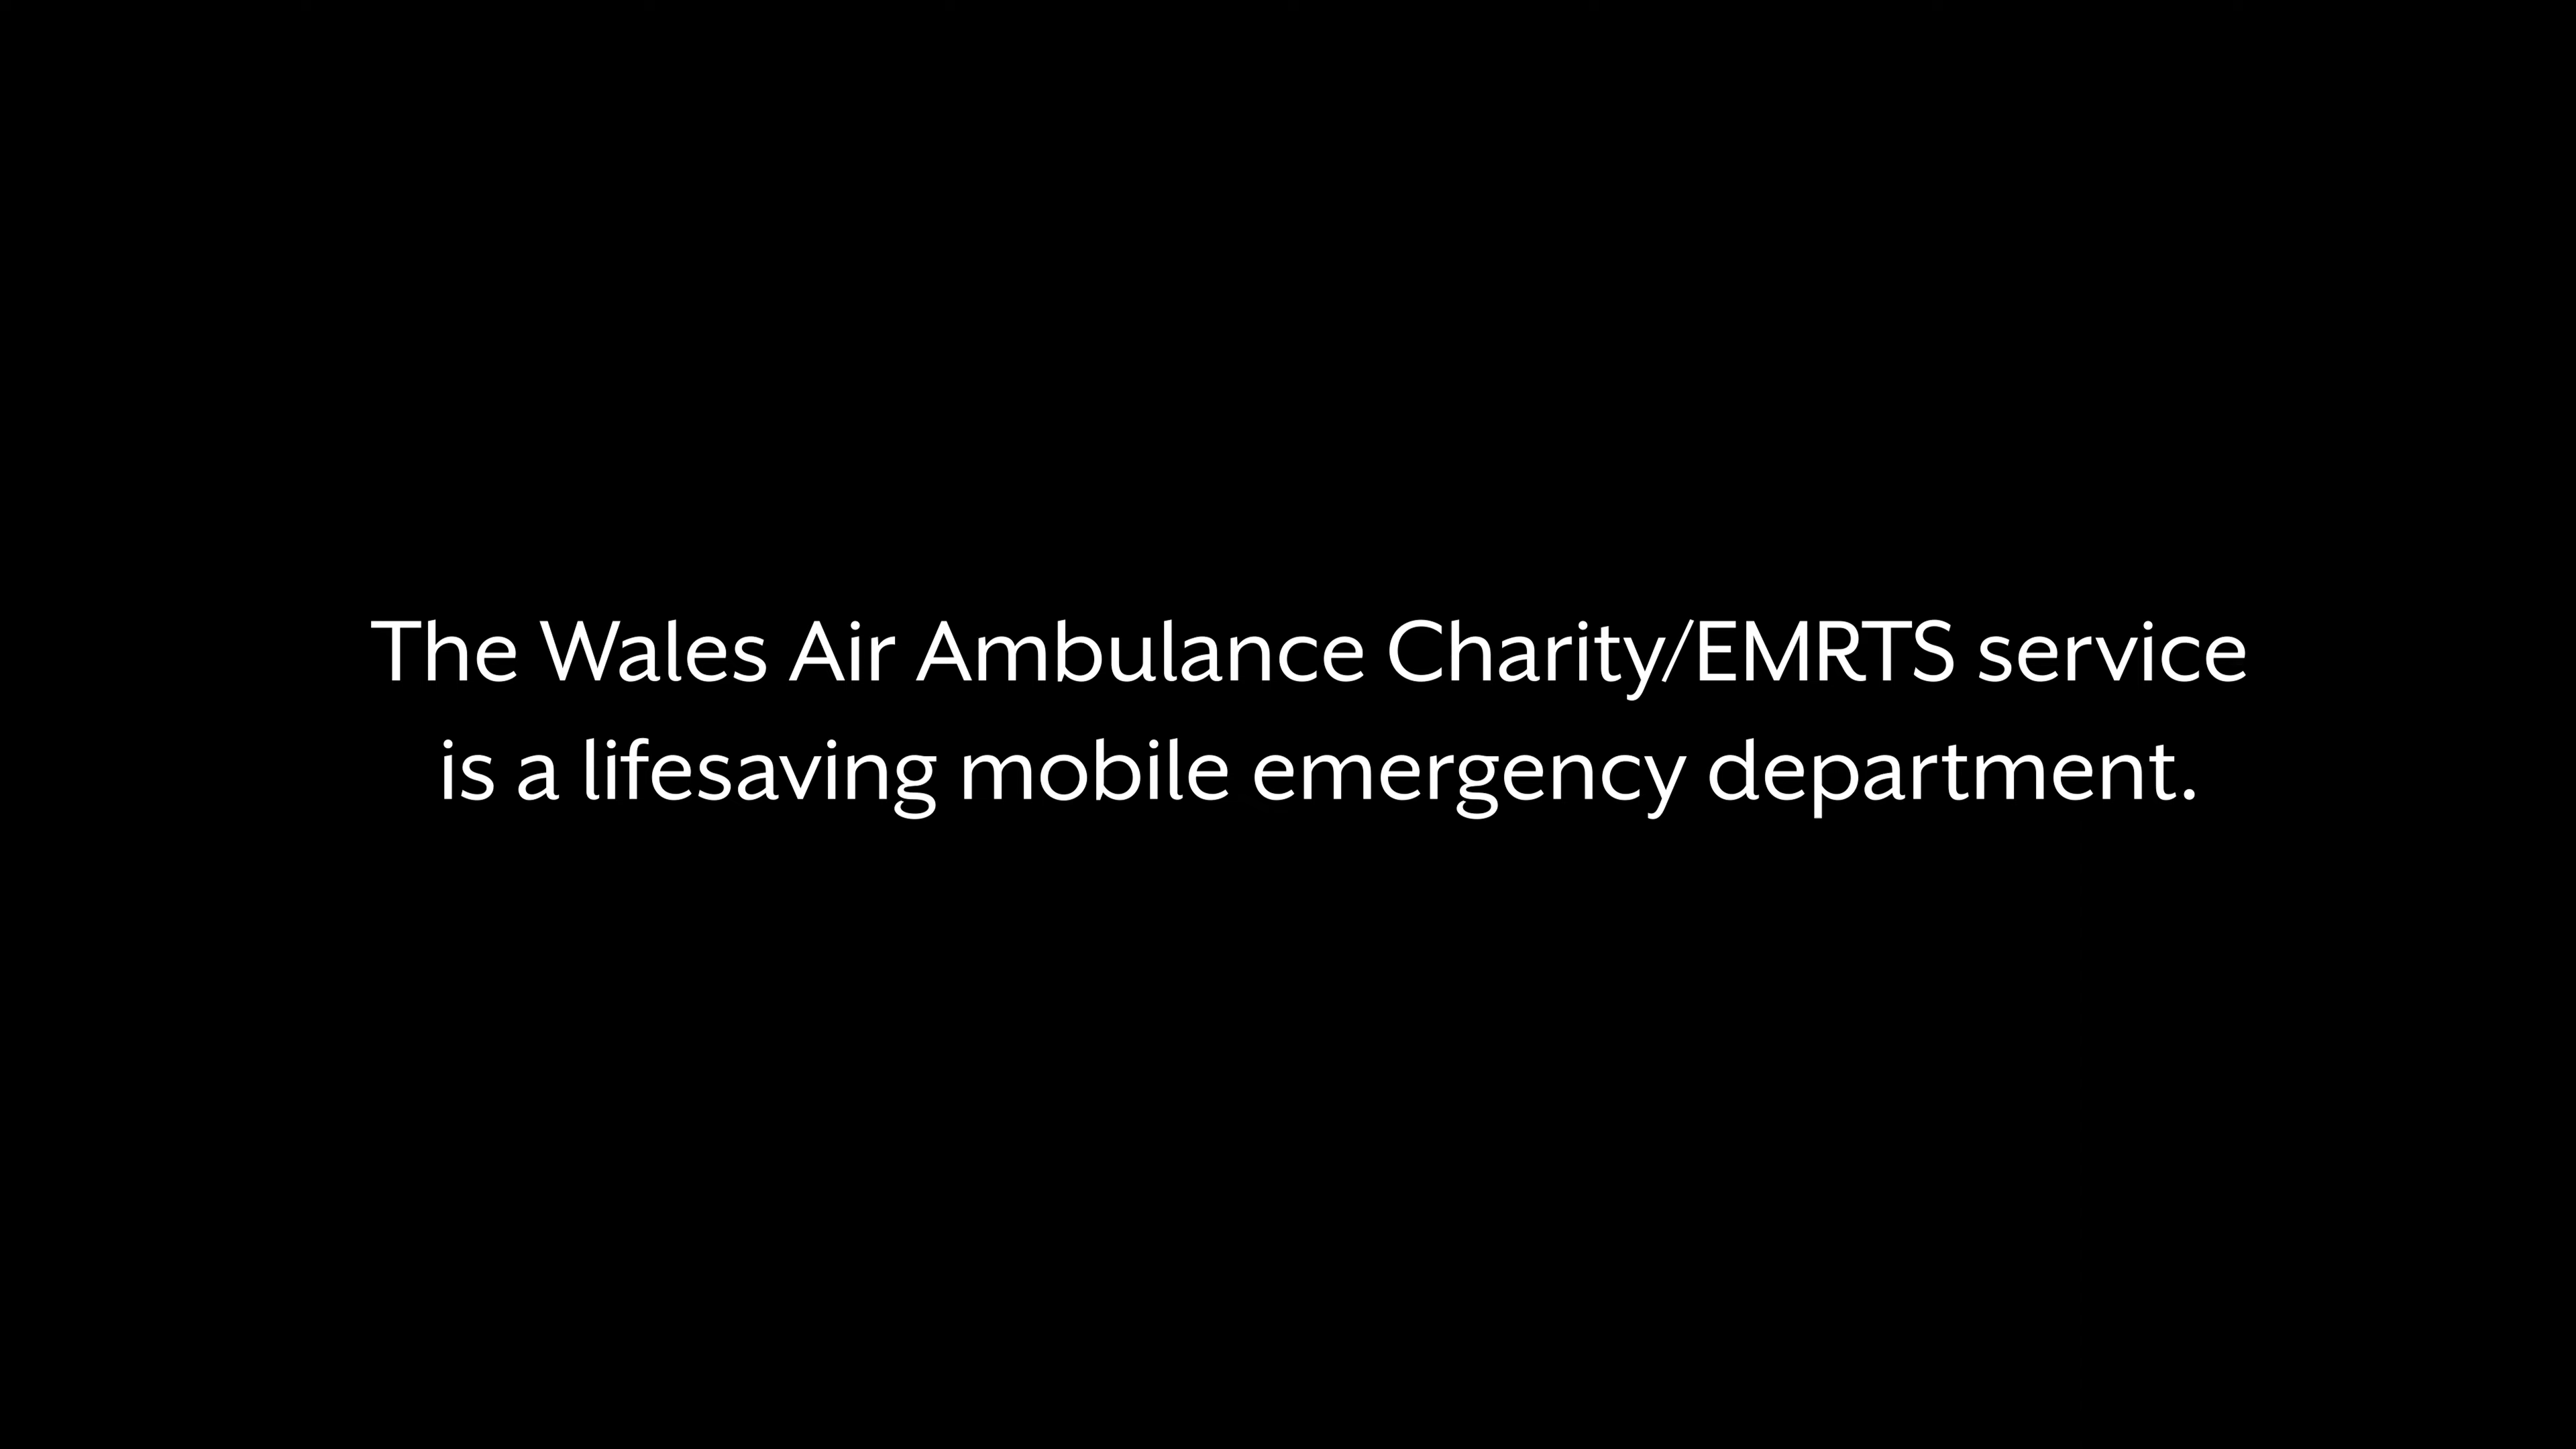 The Wales Air Ambulance Charity/EMRTS service
is a lifesaving mobile emergency department.